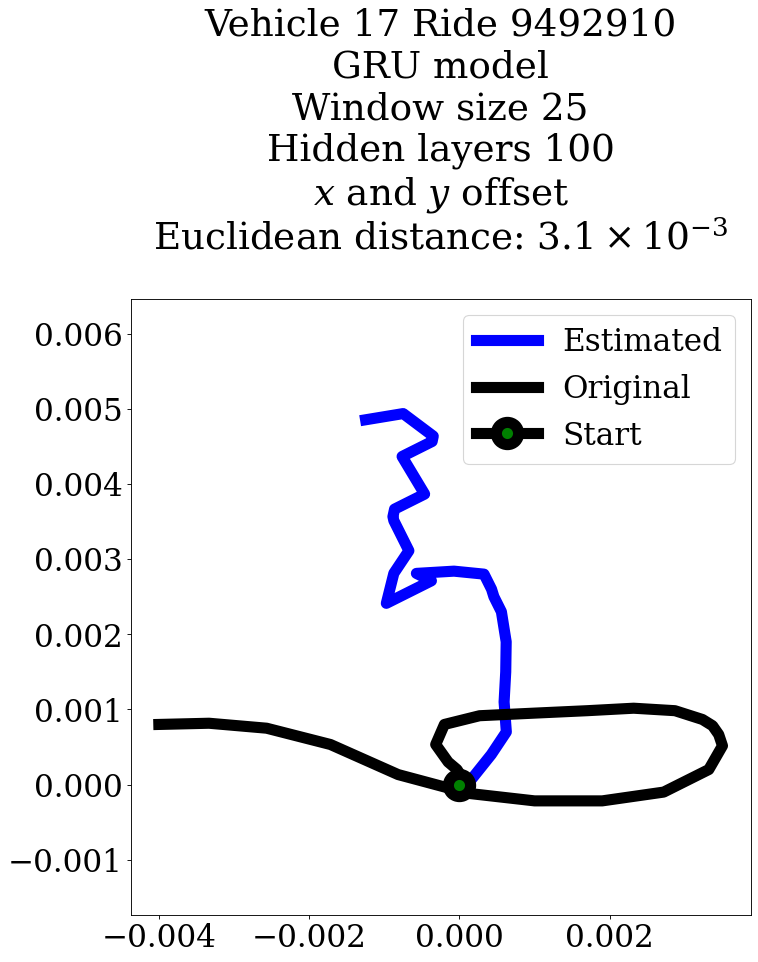 Vehicle 17 Ride 9492910
GRU model
Window size 25
Hidden layers 100
x and y offset
Euclidean distance: 3.1 × 10⁻³
Estimated
Original
Start
0.006
0.005
0.004
0.003
0.002
0.001
0.000
−0.001
−0.004 −0.002 0.000 0.002